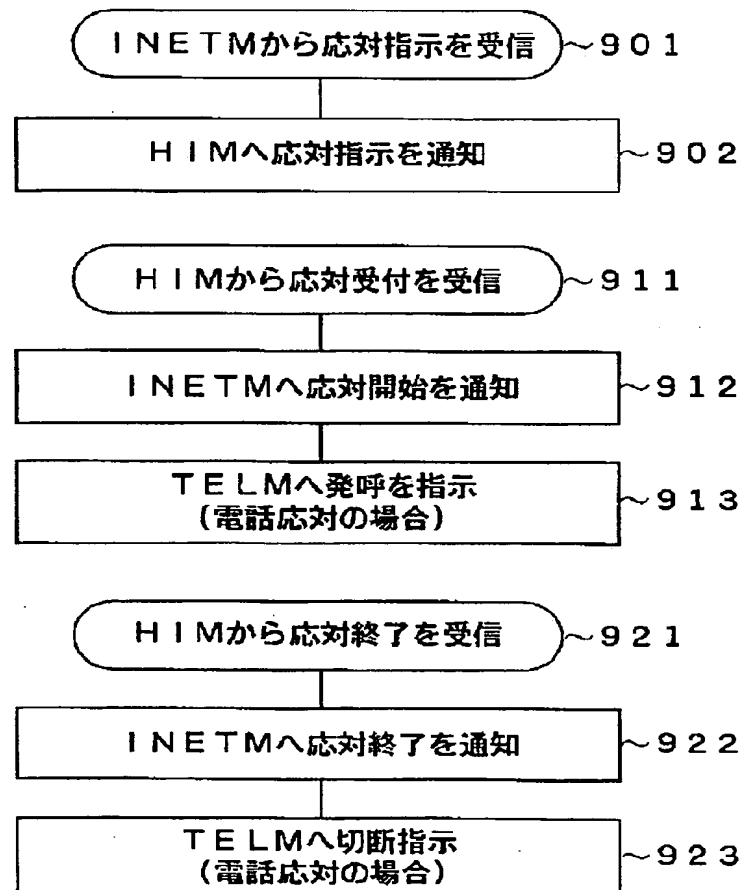 INETMから応対指示を受信 ～901
HIMへ応対指示を通知 ～902
HIMから応対受付を受信 ～911
INETMへ応対開始を通知 ～912
TELMへ発呼を指示
(電話応対の場合) ～913
HIMから応対終了を受信 ～921
INETMへ応対終了を通知 ～922
TELMへ切断指示
(電話応対の場合) ～923